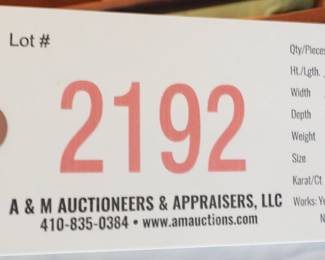 Lot #
2192
A & M AUCTIONEERS & APPRAISERS, LLC
410-835-0384 • www.amauctions.com
Qty/Pieces
Ht./Lgth.
Width
Depth
Weight
Size
Karat/Ct
Works: Ye
N